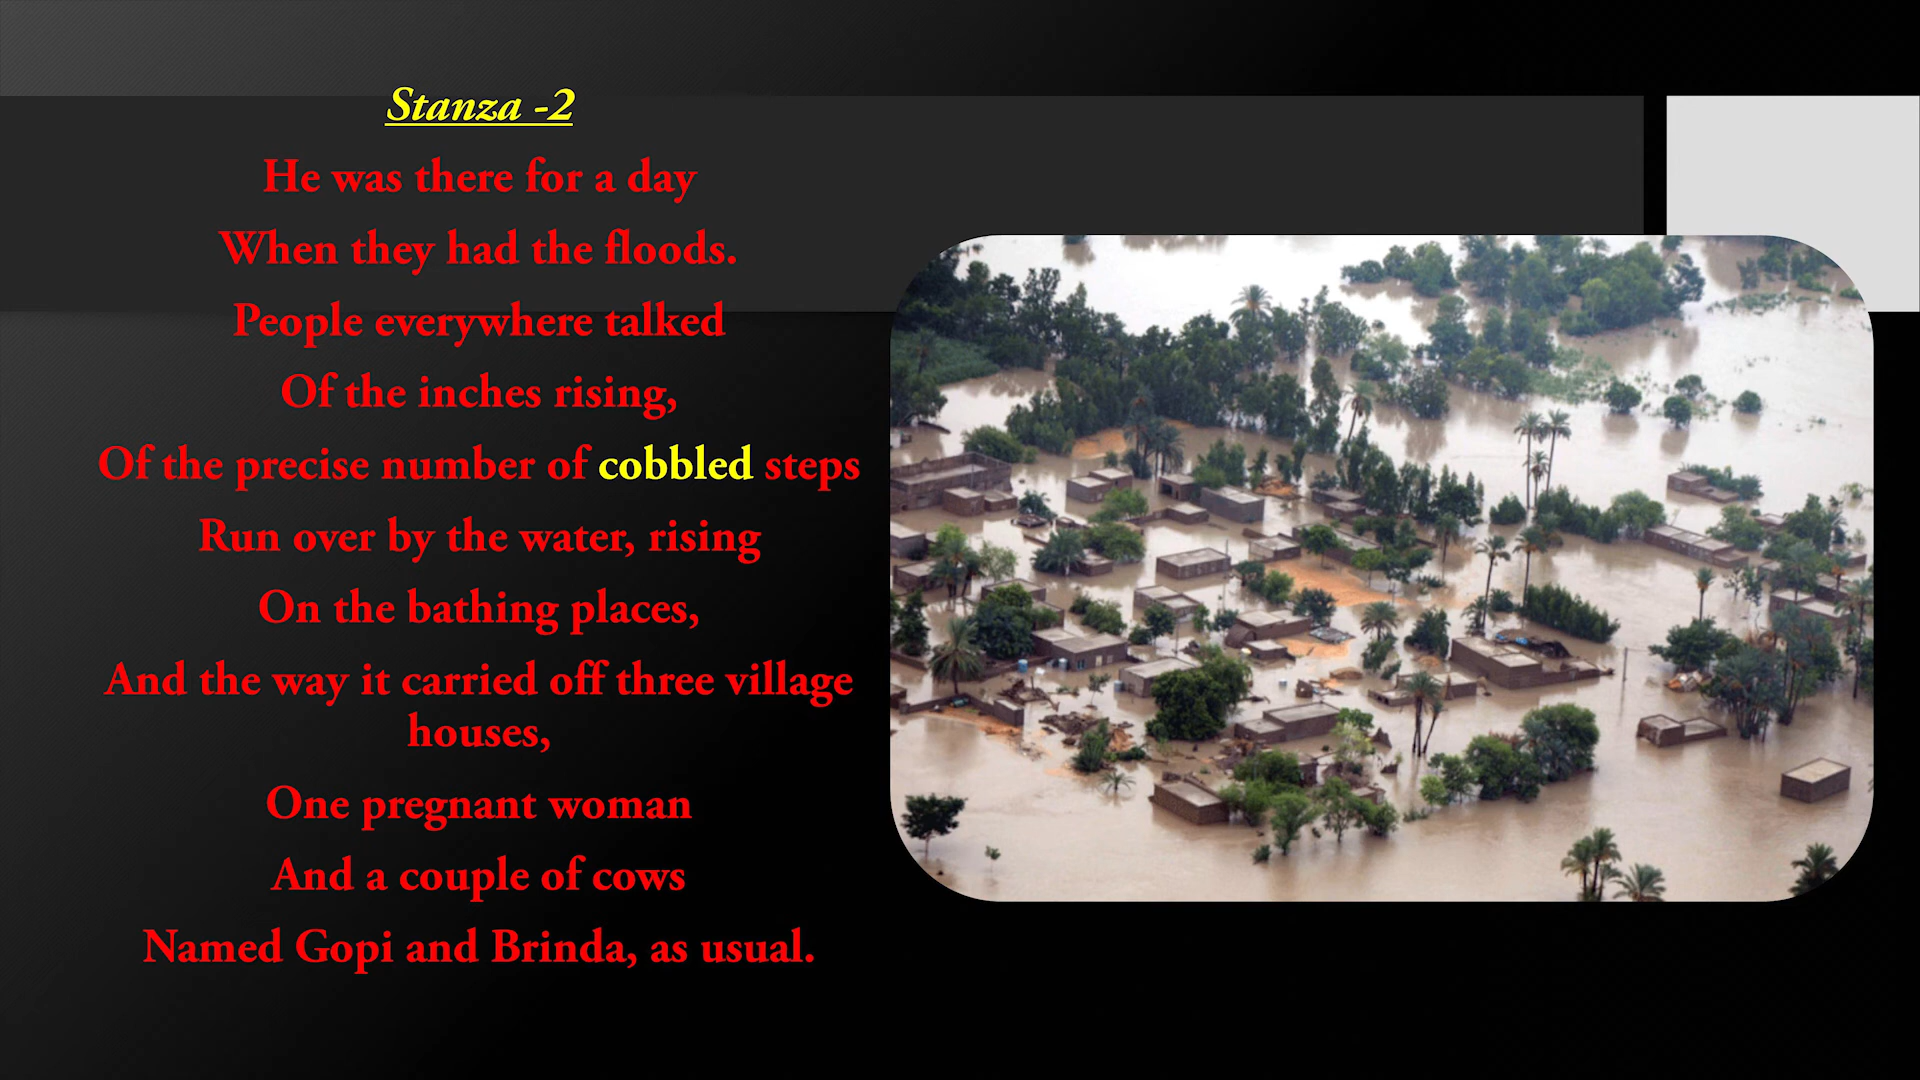 Stanza -2
He was there for a day
When they had the floods.
People everywhere talked
Of the inches rising,
Of the precise number of cobbled steps
Run over by the water, rising
On the bathing places,
And the way it carried off three village
houses,
One pregnant woman
And a couple of cows
Named Gopi and Brinda, as usual.